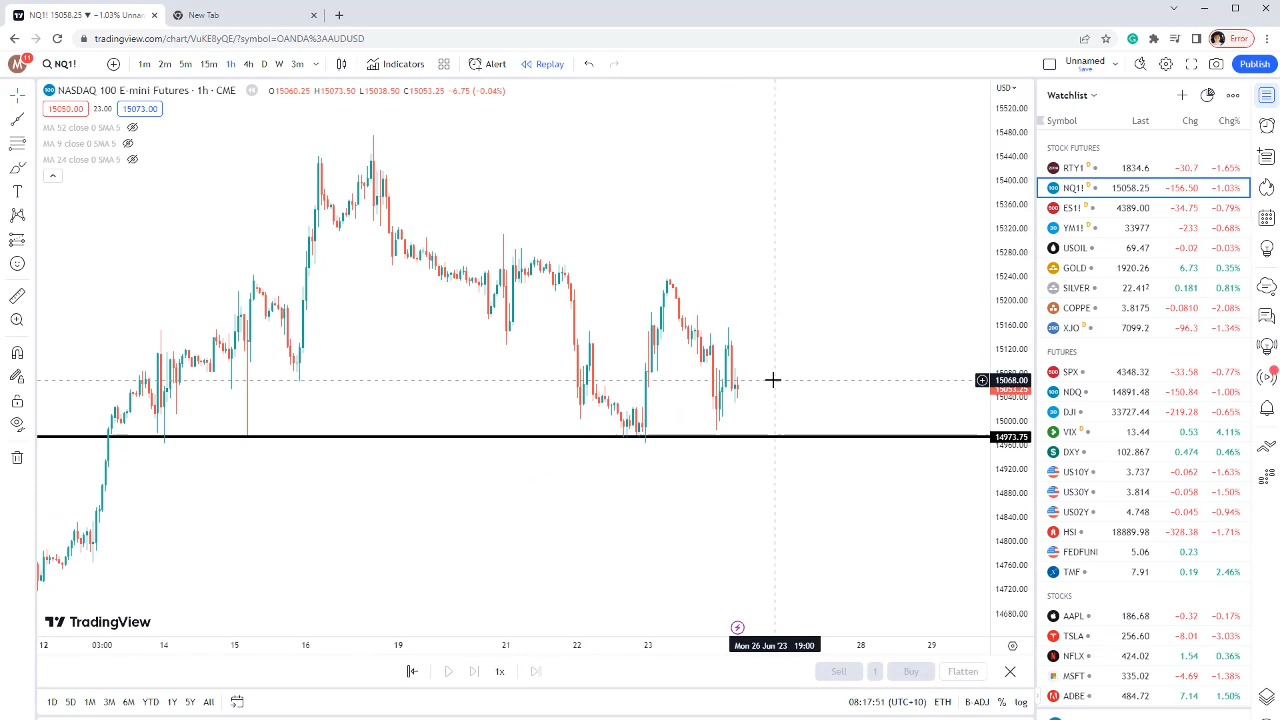 NQ1! 15058.25 ▼ −1.03% Unnan
New Tab
tradingview.com/chart/VuKE8yQE/?symbol=OANDA%3AAUDUSD
Error
M
11
NQ1!
1m 2m 5m 15m 1h 4h D W 3m
Indicators
Alert
Replay
Unnamed
Save
Publish
NASDAQ 100 E-mini Futures · 1h · CME
O15060.25 H15073.50 L15038.50 C15053.25 −6.75 (−0.04%)
15050.00 23.00 15073.00
MA 52 close 0 SMA 5
MA 9 close 0 SMA 5
MA 24 close 0 SMA 5
USD
15520.00
15480.00
15440.00
15400.00
15360.00
15320.00
15280.00
15240.00
15200.00
15160.00
15120.00
15068.00
15053.25
15040.00
15000.00
14973.75
14960.00
14920.00
14880.00
14840.00
14800.00
14760.00
14720.00
14680.00
TradingView
12 03:00 14 15 16 19 21 22 23 Mon 26 Jun '23 19:00 28 29
1x
Sell 1 Buy Flatten
1D 5D 1M 3M 6M YTD 1Y 5Y All
08:17:51 (UTC+10) ETH B-ADJ % log
Watchlist
Symbol Last Chg Chg%
STOCK FUTURES
RTY1 D 1834.6 −30.7 −1.65%
NQ1! D 15058.25 −156.50 −1.03%
ES1! D 4389.00 −34.75 −0.79%
YM1! D 33977 −233 −0.68%
USOIL 69.47 −0.02 −0.03%
GOLD 1920.26 6.73 0.35%
SILVER 22.412 0.181 0.81%
COPPE 3.8175 −0.0810 −2.08%
XJO 7099.2 −96.3 −1.34%
FUTURES
SPX 4348.32 −33.58 −0.77%
NDQ 14891.48 −150.84 −1.00%
DJI 33727.44 −219.28 −0.65%
VIX D 13.44 0.53 4.11%
DXY 102.867 0.474 0.46%
US10Y 3.737 −0.062 −1.63%
US30Y 3.814 −0.058 −1.50%
US02Y 4.748 −0.045 −0.94%
HSI 18889.98 −328.38 −1.71%
FEDFUNI 5.06 0.23
TMF 7.91 0.19 2.46%
STOCKS
AAPL 186.68 −0.32 −0.17%
TSLA 256.60 −8.01 −3.03%
NFLX 424.02 1.54 0.36%
MSFT 335.02 −4.69 −1.38%
ADBE 484.72 7.14 1.50%